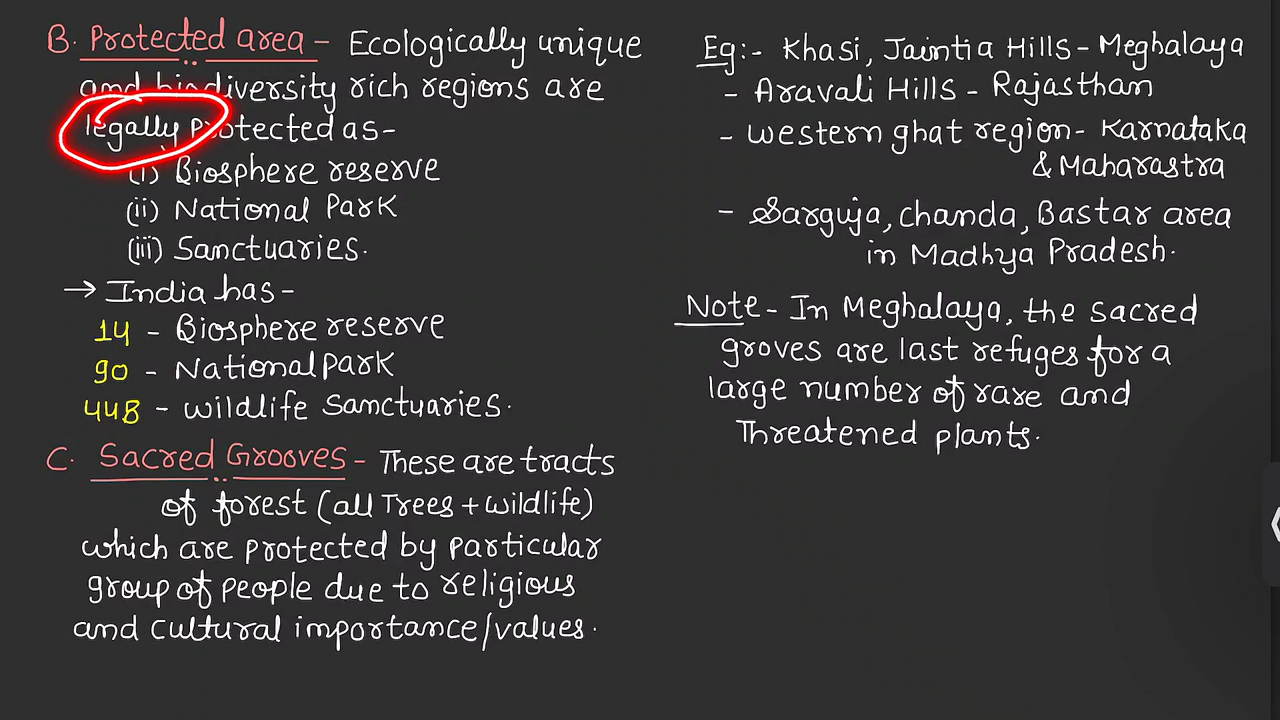 B. Protected area - Ecologically unique
and biodiversity rich regions are
legally protected as-
(i) Biosphere reserve
(ii) National Park
(iii) Sanctuaries.
→ India has-
14 - Biosphere reserve
90 - National park
448 - wildlife Sanctuaries.
C. Sacred Grooves - These are tracts
of forest (all Trees + wildlife)
which are protected by particular
group of people due to religious
and cultural importance/values.
Eg:- Khasi, Jaintia Hills - Meghalaya
- Aravali Hills - Rajasthan
- Western ghat region - Karnataka
& Maharastra
- Sarguja, Chanda, Bastar area
in Madhya Pradesh.
Note - In Meghalaya, the sacred
groves are last refuges for a
large number of rare and
Threatened plants.